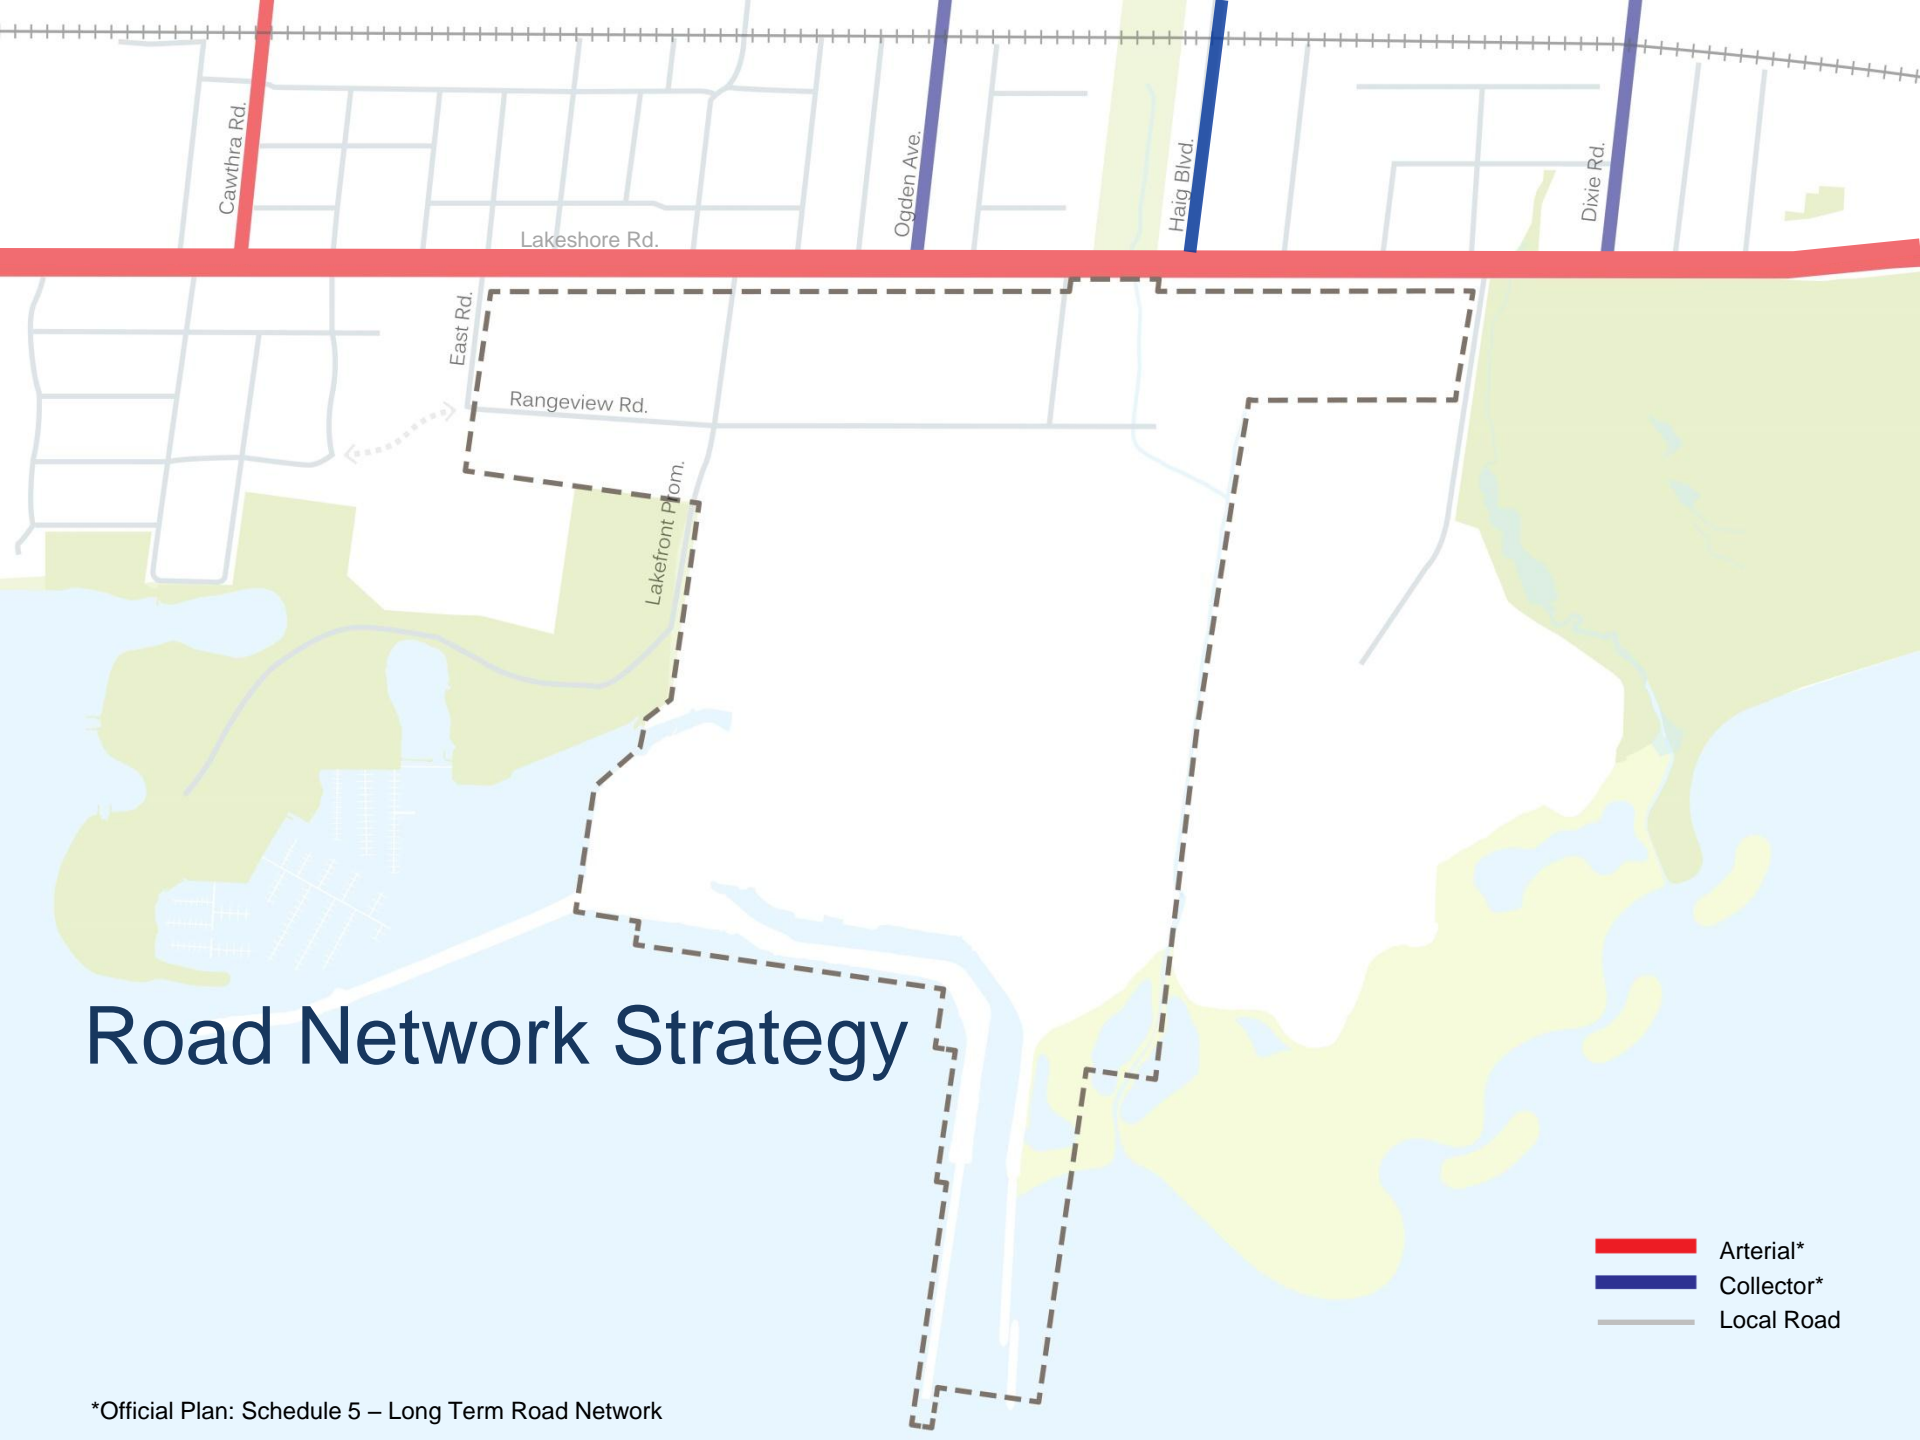 Cawthra Rd.
Ogden Ave.
Haig Blvd.
Dixie Rd.
Lakeshore Rd.
East Rd.
Rangeview Rd.
Lakefront Prom.
Road Network Strategy
Arterial*
Collector*
Local Road
*Official Plan: Schedule 5 – Long Term Road Network